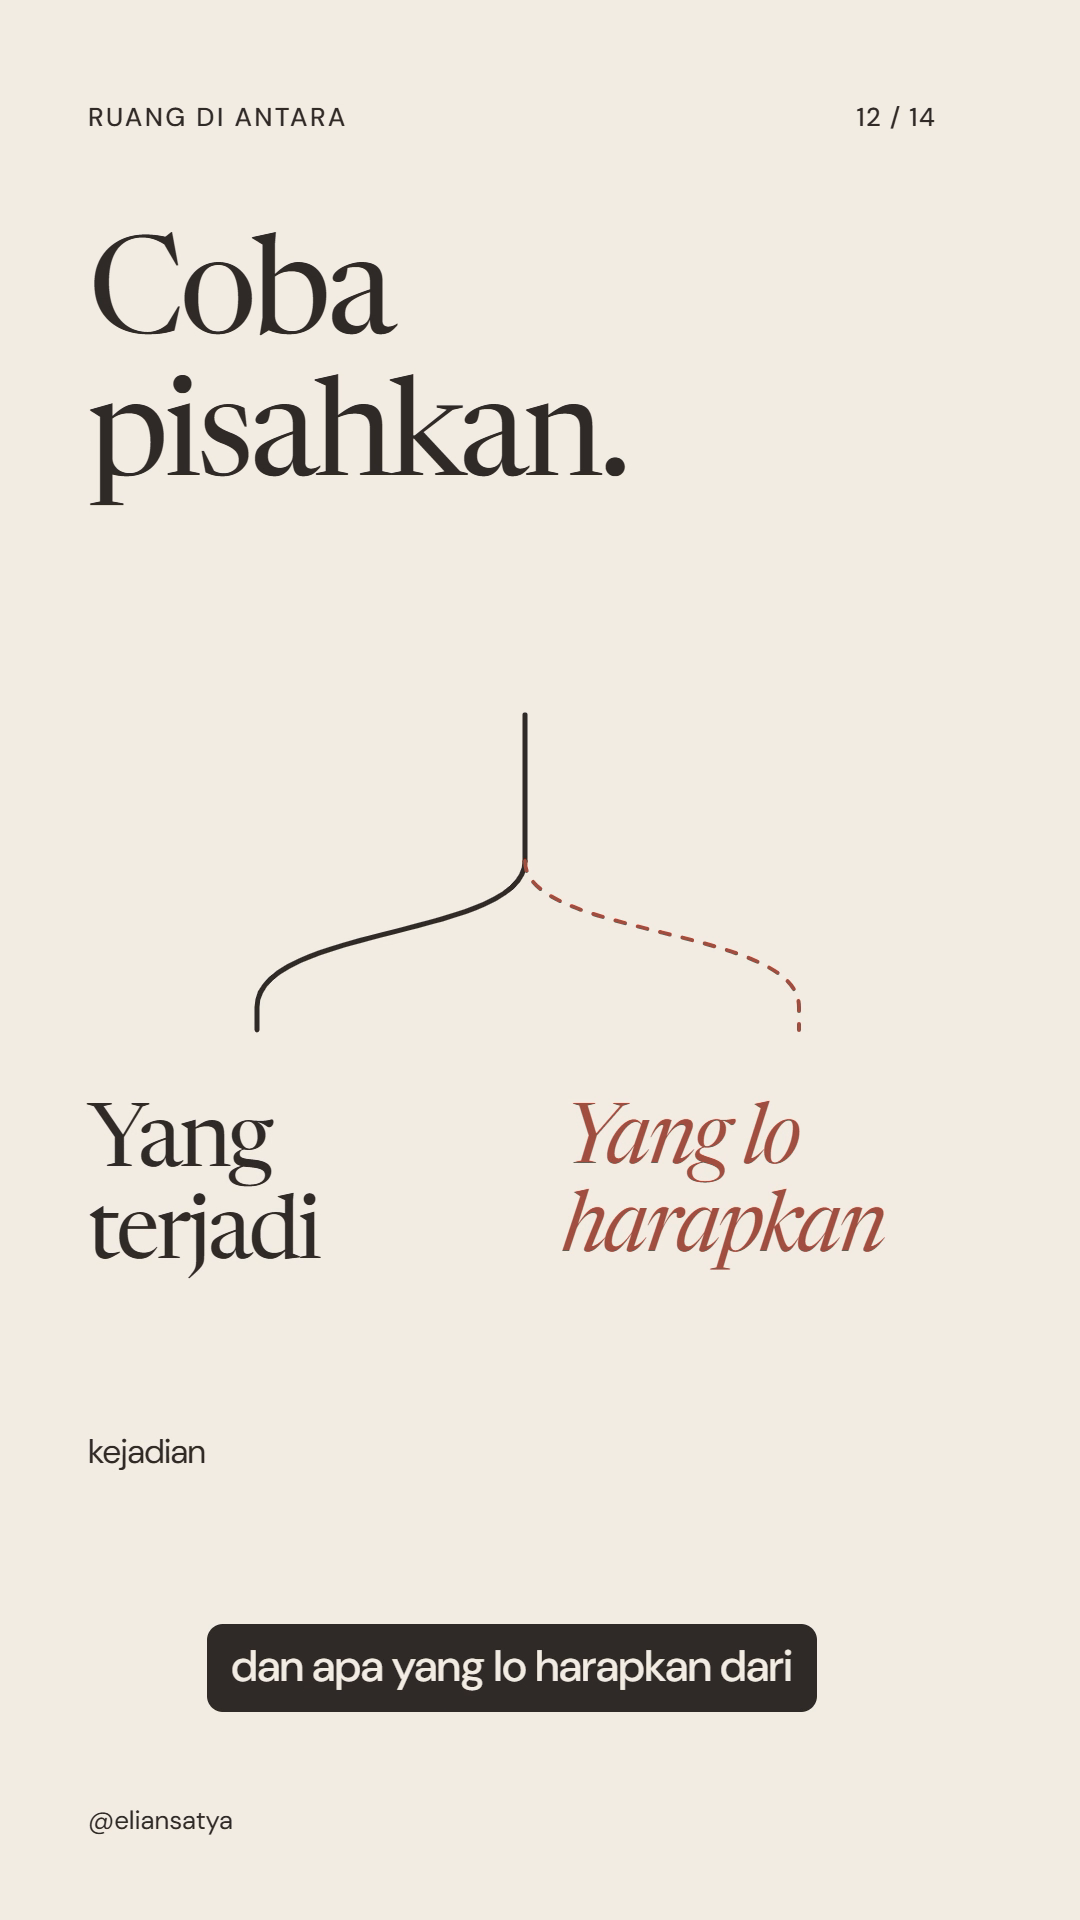 RUANG DI ANTARA
12 / 14
Coba
pisahkan.
Yang
terjadi
Yang lo
harapkan
kejadian
dan apa yang lo harapkan dari
@eliansatya